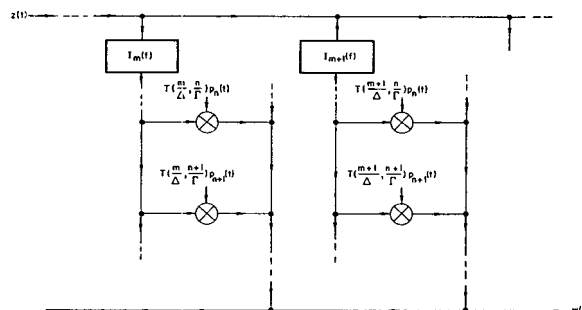 z(t)
I_m(f) I_{m+1}(f)
T(m/Δ, n/Γ)p_n(t) T(m+1/Δ, n/Γ)p_n(t)
T(m/Δ, n+1/Γ)p_{n+1}(t) T(m+1/Δ, n+1/Γ)p_{n+1}(t)